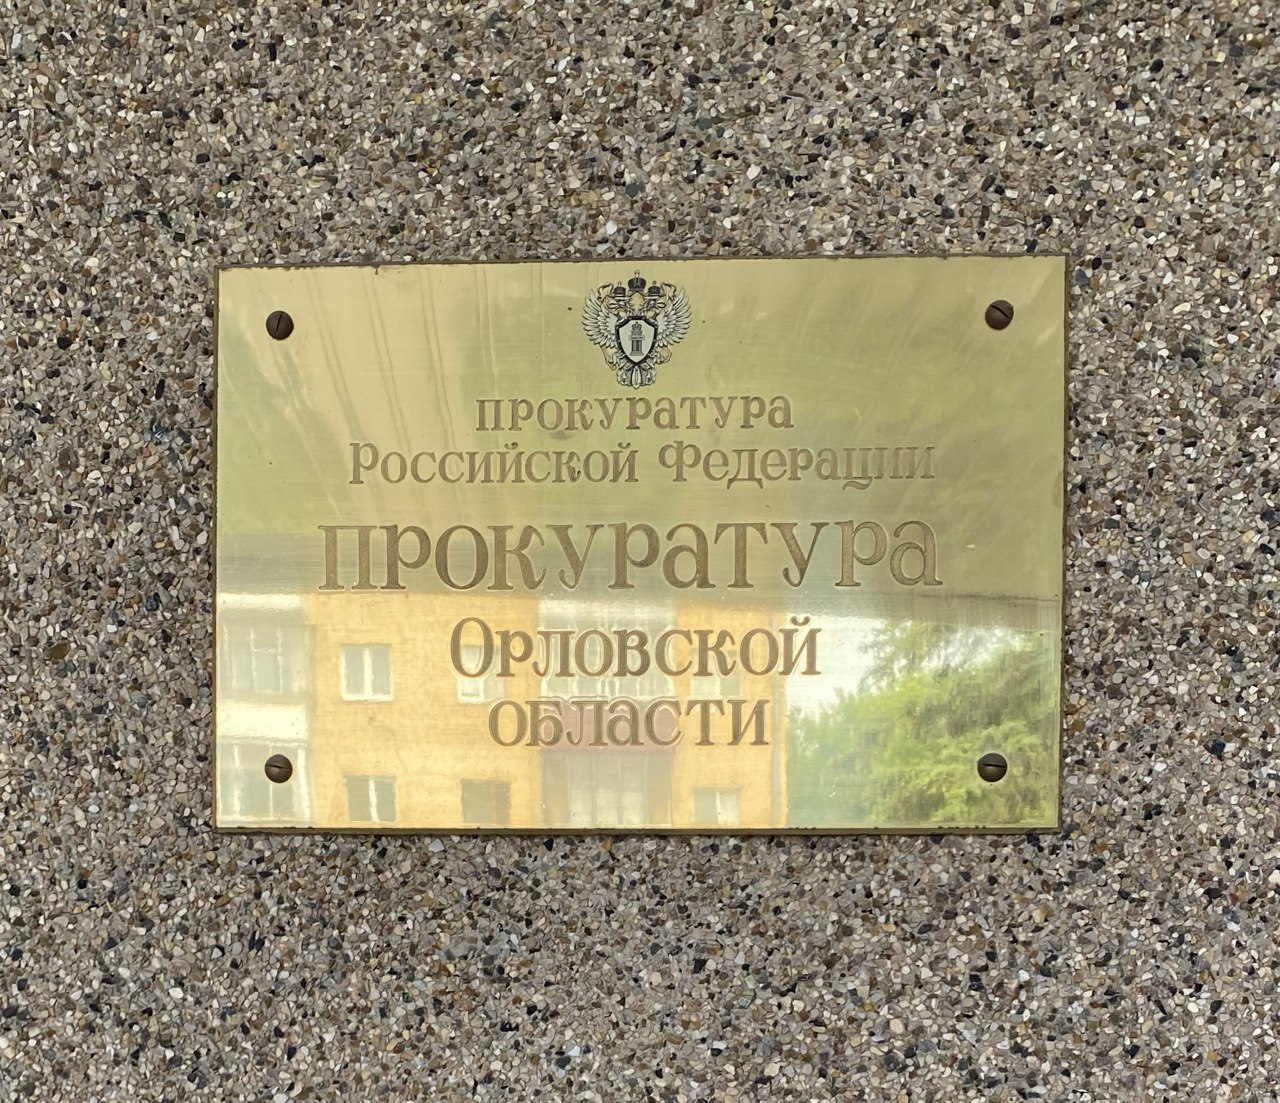 прокуратура
Российской Федерации
прокуратура
Орловской
области